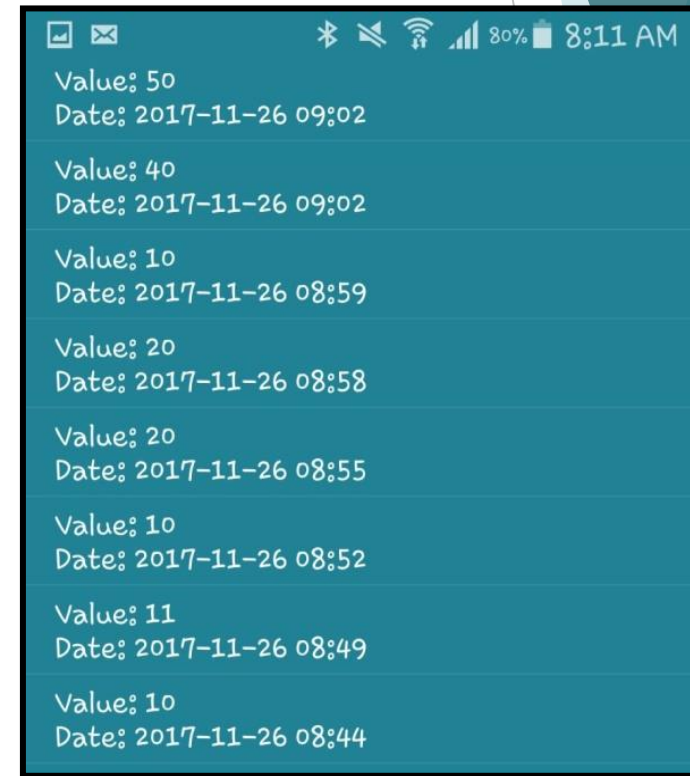 80% 8:11 AM
Value: 50
Date: 2017-11-26 09:02
Value: 40
Date: 2017-11-26 09:02
Value: 10
Date: 2017-11-26 08:59
Value: 20
Date: 2017-11-26 08:58
Value: 20
Date: 2017-11-26 08:55
Value: 10
Date: 2017-11-26 08:52
Value: 11
Date: 2017-11-26 08:49
Value: 10
Date: 2017-11-26 08:44